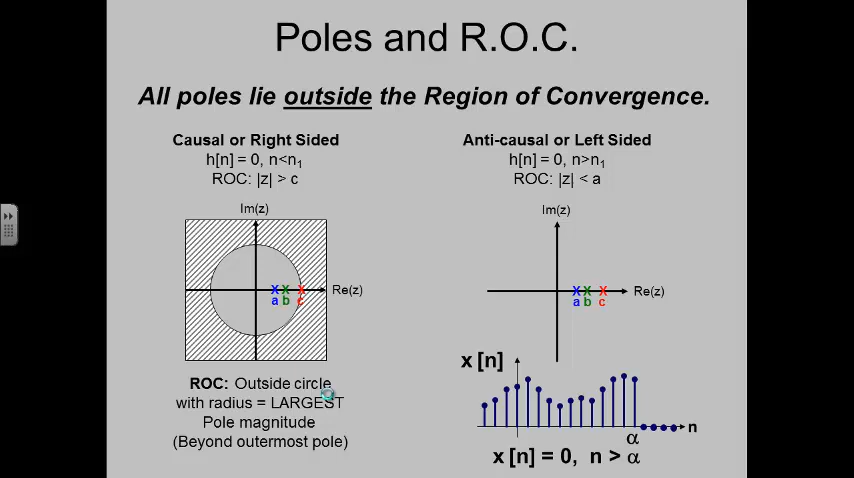 Poles and R.O.C.
All poles lie outside the Region of Convergence.
Causal or Right Sided
h[n] = 0, n<n₁
ROC: |z| > c
Im(z)
Re(z)
a b c
ROC: Outside circle
with radius = LARGEST
Pole magnitude
(Beyond outermost pole)
Anti-causal or Left Sided
h[n] = 0, n>n₁
ROC: |z| < a
Im(z)
Re(z)
a b c
x [n]
n
α
x [n] = 0, n > α